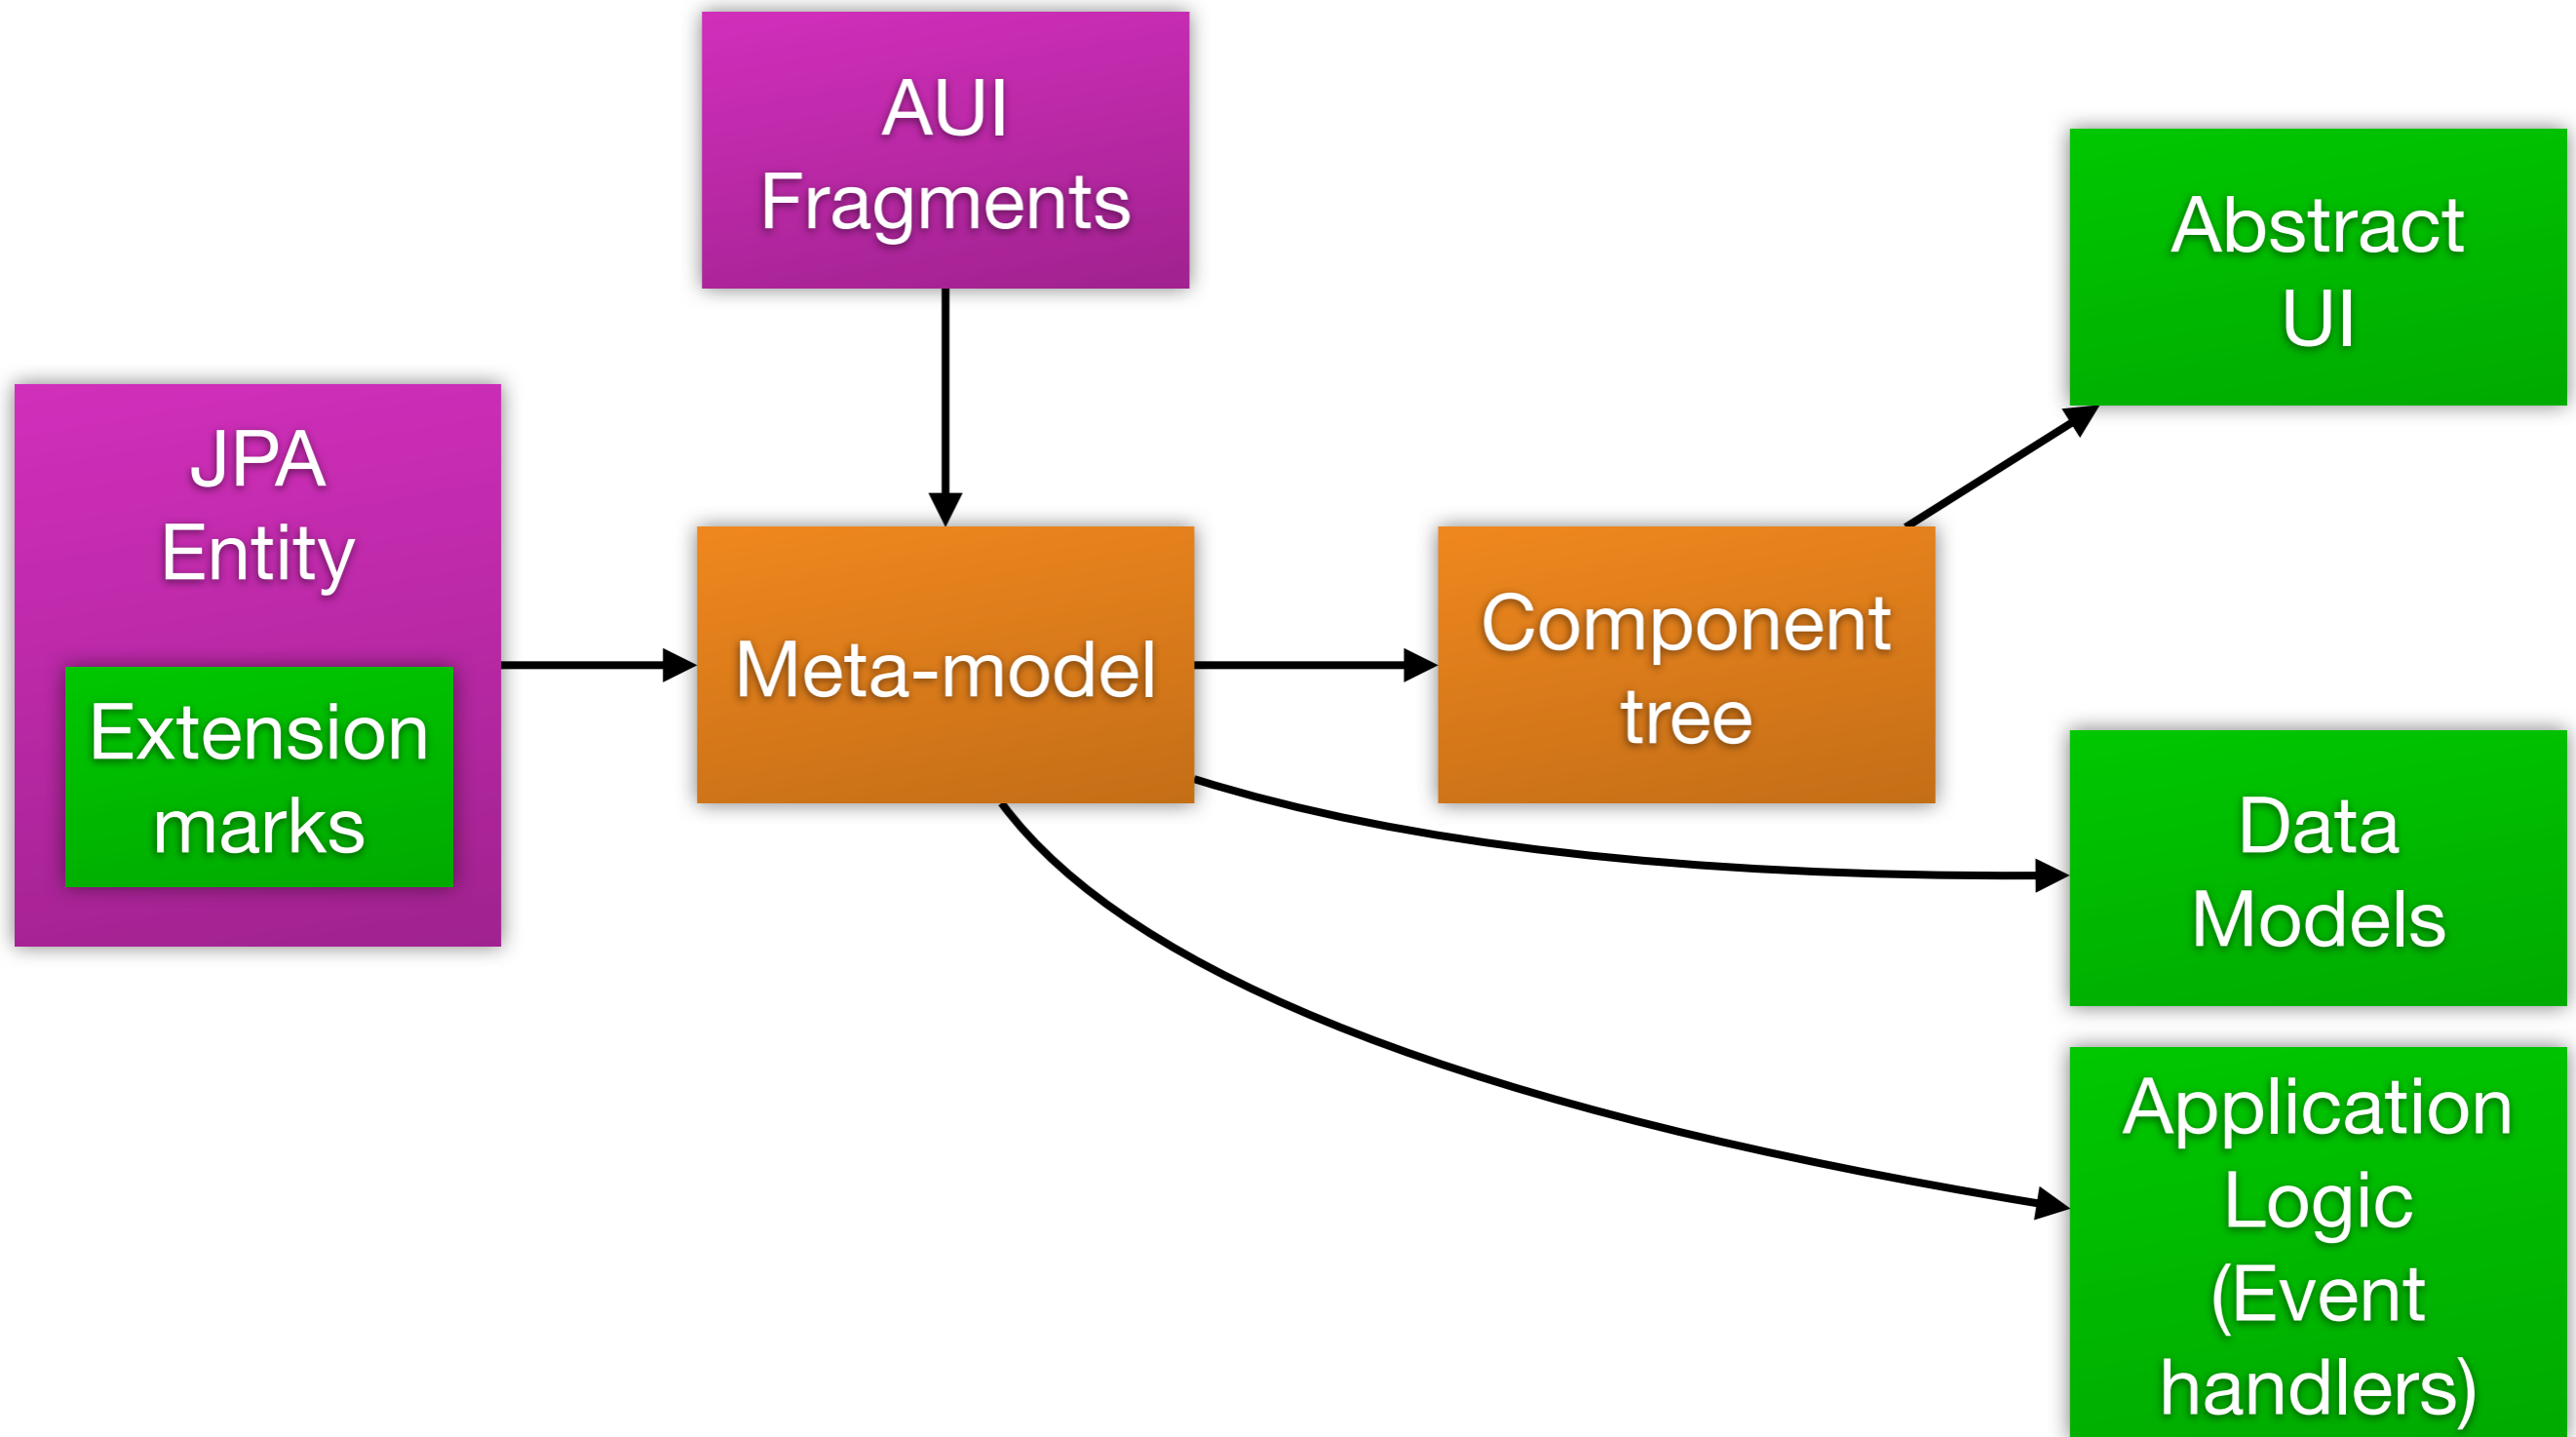 AUI
Fragments
Abstract
UI
JPA
Entity
Extension
marks
Meta-model
Component
tree
Data
Models
Application
Logic
(Event
handlers)